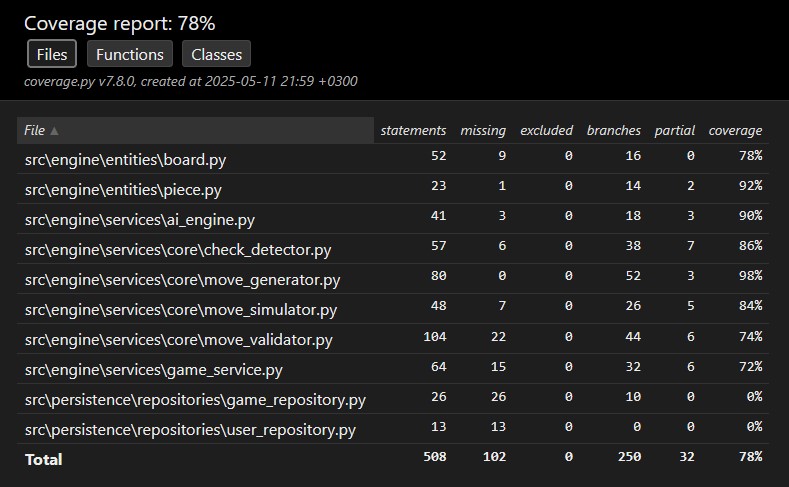 Coverage report: 78%
Files Functions Classes
coverage.py v7.8.0, created at 2025-05-11 21:59 +0300
File ▲ statements missing excluded branches partial coverage
src\engine\entities\board.py 52 9 0 16 0 78%
src\engine\entities\piece.py 23 1 0 14 2 92%
src\engine\services\ai_engine.py 41 3 0 18 3 90%
src\engine\services\core\check_detector.py 57 6 0 38 7 86%
src\engine\services\core\move_generator.py 80 0 0 52 3 98%
src\engine\services\core\move_simulator.py 48 7 0 26 5 84%
src\engine\services\core\move_validator.py 104 22 0 44 6 74%
src\engine\services\game_service.py 64 15 0 32 6 72%
src\persistence\repositories\game_repository.py 26 26 0 10 0 0%
src\persistence\repositories\user_repository.py 13 13 0 0 0 0%
Total 508 102 0 250 32 78%